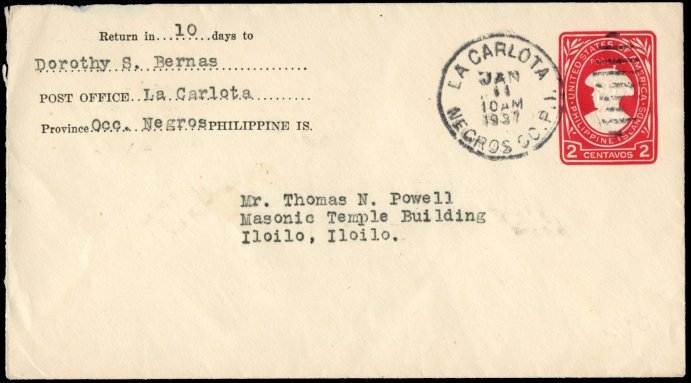 Return in 10 days to
Dorothy S. Bernas
POST OFFICE La Carlota
Province Occ. Negros PHILIPPINE IS.
LA CARLOTA
JAN
11
10AM
1937
NEGROS OC. P.I.
UNITED STATES OF AMERICA
PHILIPPINE ISLANDS
2 CENTAVOS 2
Mr. Thomas N. Powell
Masonic Temple Building
Iloilo, Iloilo.